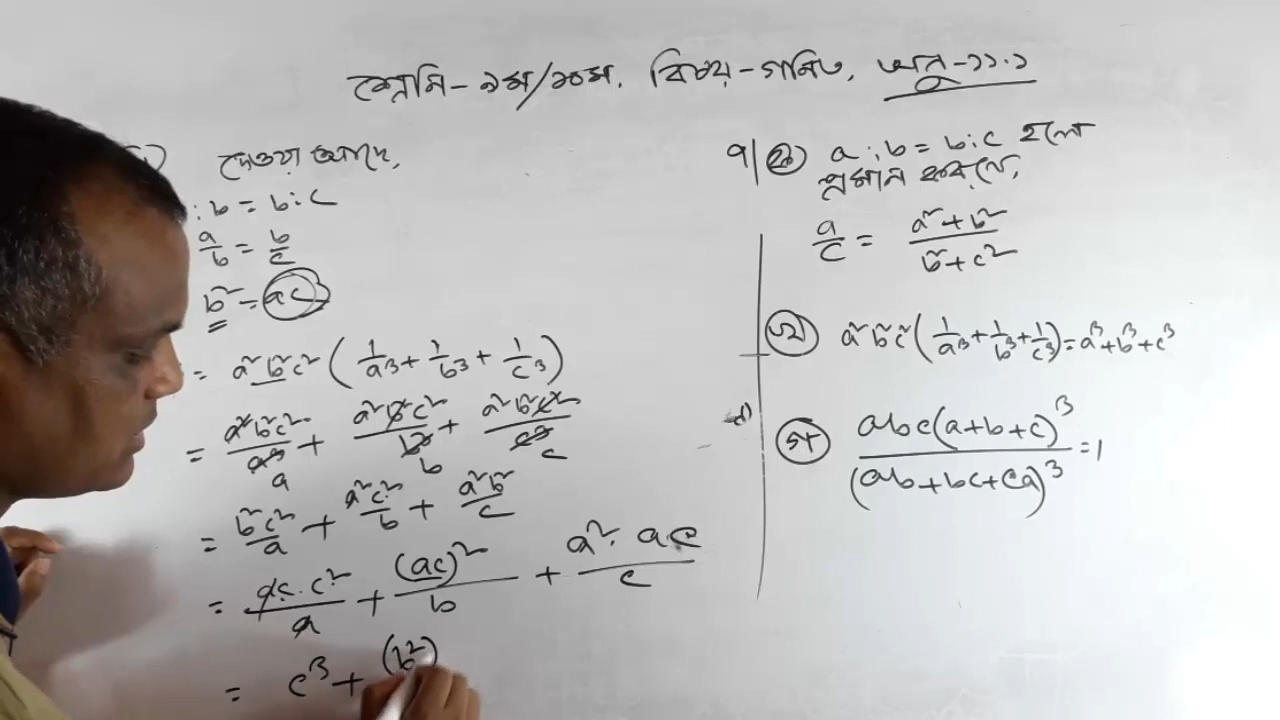 শ্রেনি - ৯ম/১০ম, বিষয় - গনিত, অনু - ১১.১
দেওয়া আছে,
: b = b : c
a/b = b/c
b² = ac
= a²b²c² (1/a³ + 1/b³ + 1/c³)
= a²b²c²/a³ + a²b²c²/b³ + a²b²c²/c³
a b c
= b²c²/a + a²c²/b + a²b²/c
= ac.c²/a + (ac)²/b + a².ac/c
= c³ + (b²)
৭| ক) a : b = b : c হলে
প্রমান কর যে,
a/c = (a² + b²)/(b² + c²)
খ) a²b²c² (1/a³ + 1/b³ + 1/c³) = a³ + b³ + c³
গ) abc(a+b+c)³/(ab+bc+ca)³ = 1